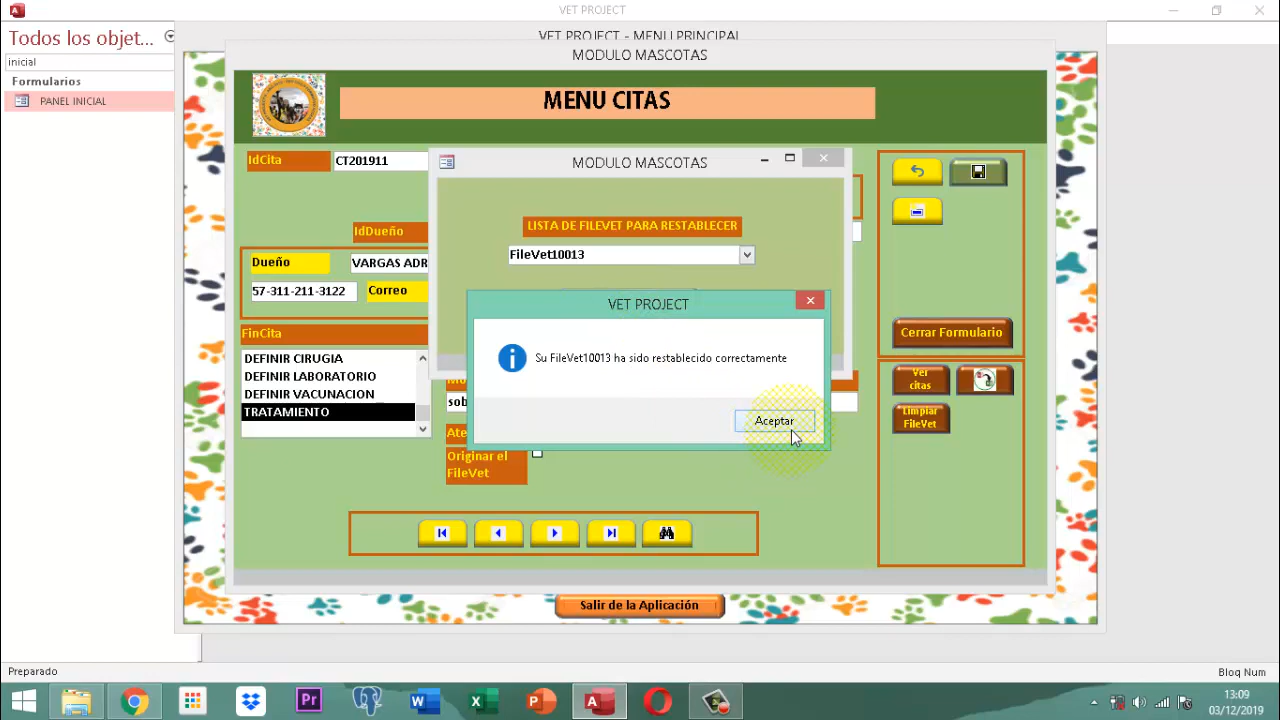 VET PROJECT
Todos los objet...
inicial
Formularios
PANEL INICIAL
VET PROJECT - MENU PRINCIPAL
MODULO MASCOTAS
MENU CITAS
IdCita
CT201911
IdDueño
Dueño
VARGAS ADR
57-311-211-3122
Correo
FinCita
DEFINIR CIRUGIA
DEFINIR LABORATORIO
DEFINIR VACUNACION
TRATAMIENTO
MODULO MASCOTAS
LISTA DE FILEVET PARA RESTABLECER
FileVet10013
VET PROJECT
Su FileVet10013 ha sido restablecido correctamente
Aceptar
sob
Ate
Originar el
FileVet
Cerrar Formulario
Ver
citas
Limpiar
FileVet
Salir de la Aplicación
Preparado
Bloq Num
Pr
13:09
03/12/2019